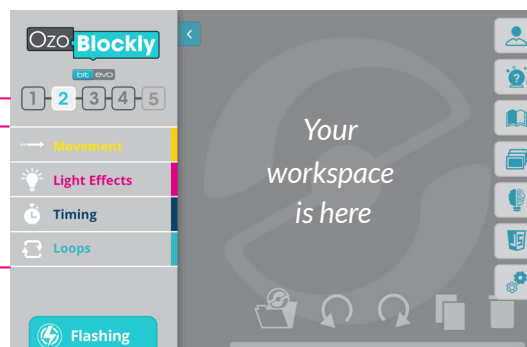 Ozo Blockly
bit evo
1 2 3 4 5
Movement
Light Effects
Timing
Loops
Flashing
Your
workspace
is here
?
JS